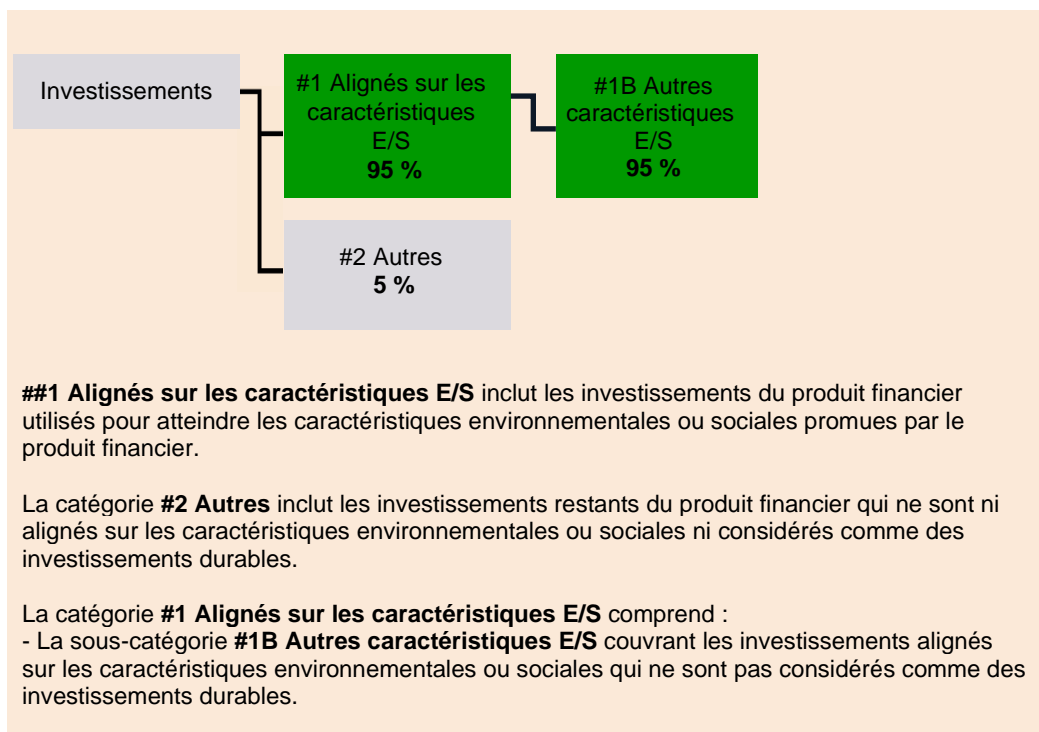 Investissements
#1 Alignés sur les
caractéristiques
E/S
95 %
#1B Autres
caractéristiques
E/S
95 %
#2 Autres
5 %
##1 Alignés sur les caractéristiques E/S inclut les investissements du produit financier
utilisés pour atteindre les caractéristiques environnementales ou sociales promues par le
produit financier.
La catégorie #2 Autres inclut les investissements restants du produit financier qui ne sont ni
alignés sur les caractéristiques environnementales ou sociales ni considérés comme des
investissements durables.
La catégorie #1 Alignés sur les caractéristiques E/S comprend :
- La sous-catégorie #1B Autres caractéristiques E/S couvrant les investissements alignés
sur les caractéristiques environnementales ou sociales qui ne sont pas considérés comme des
investissements durables.